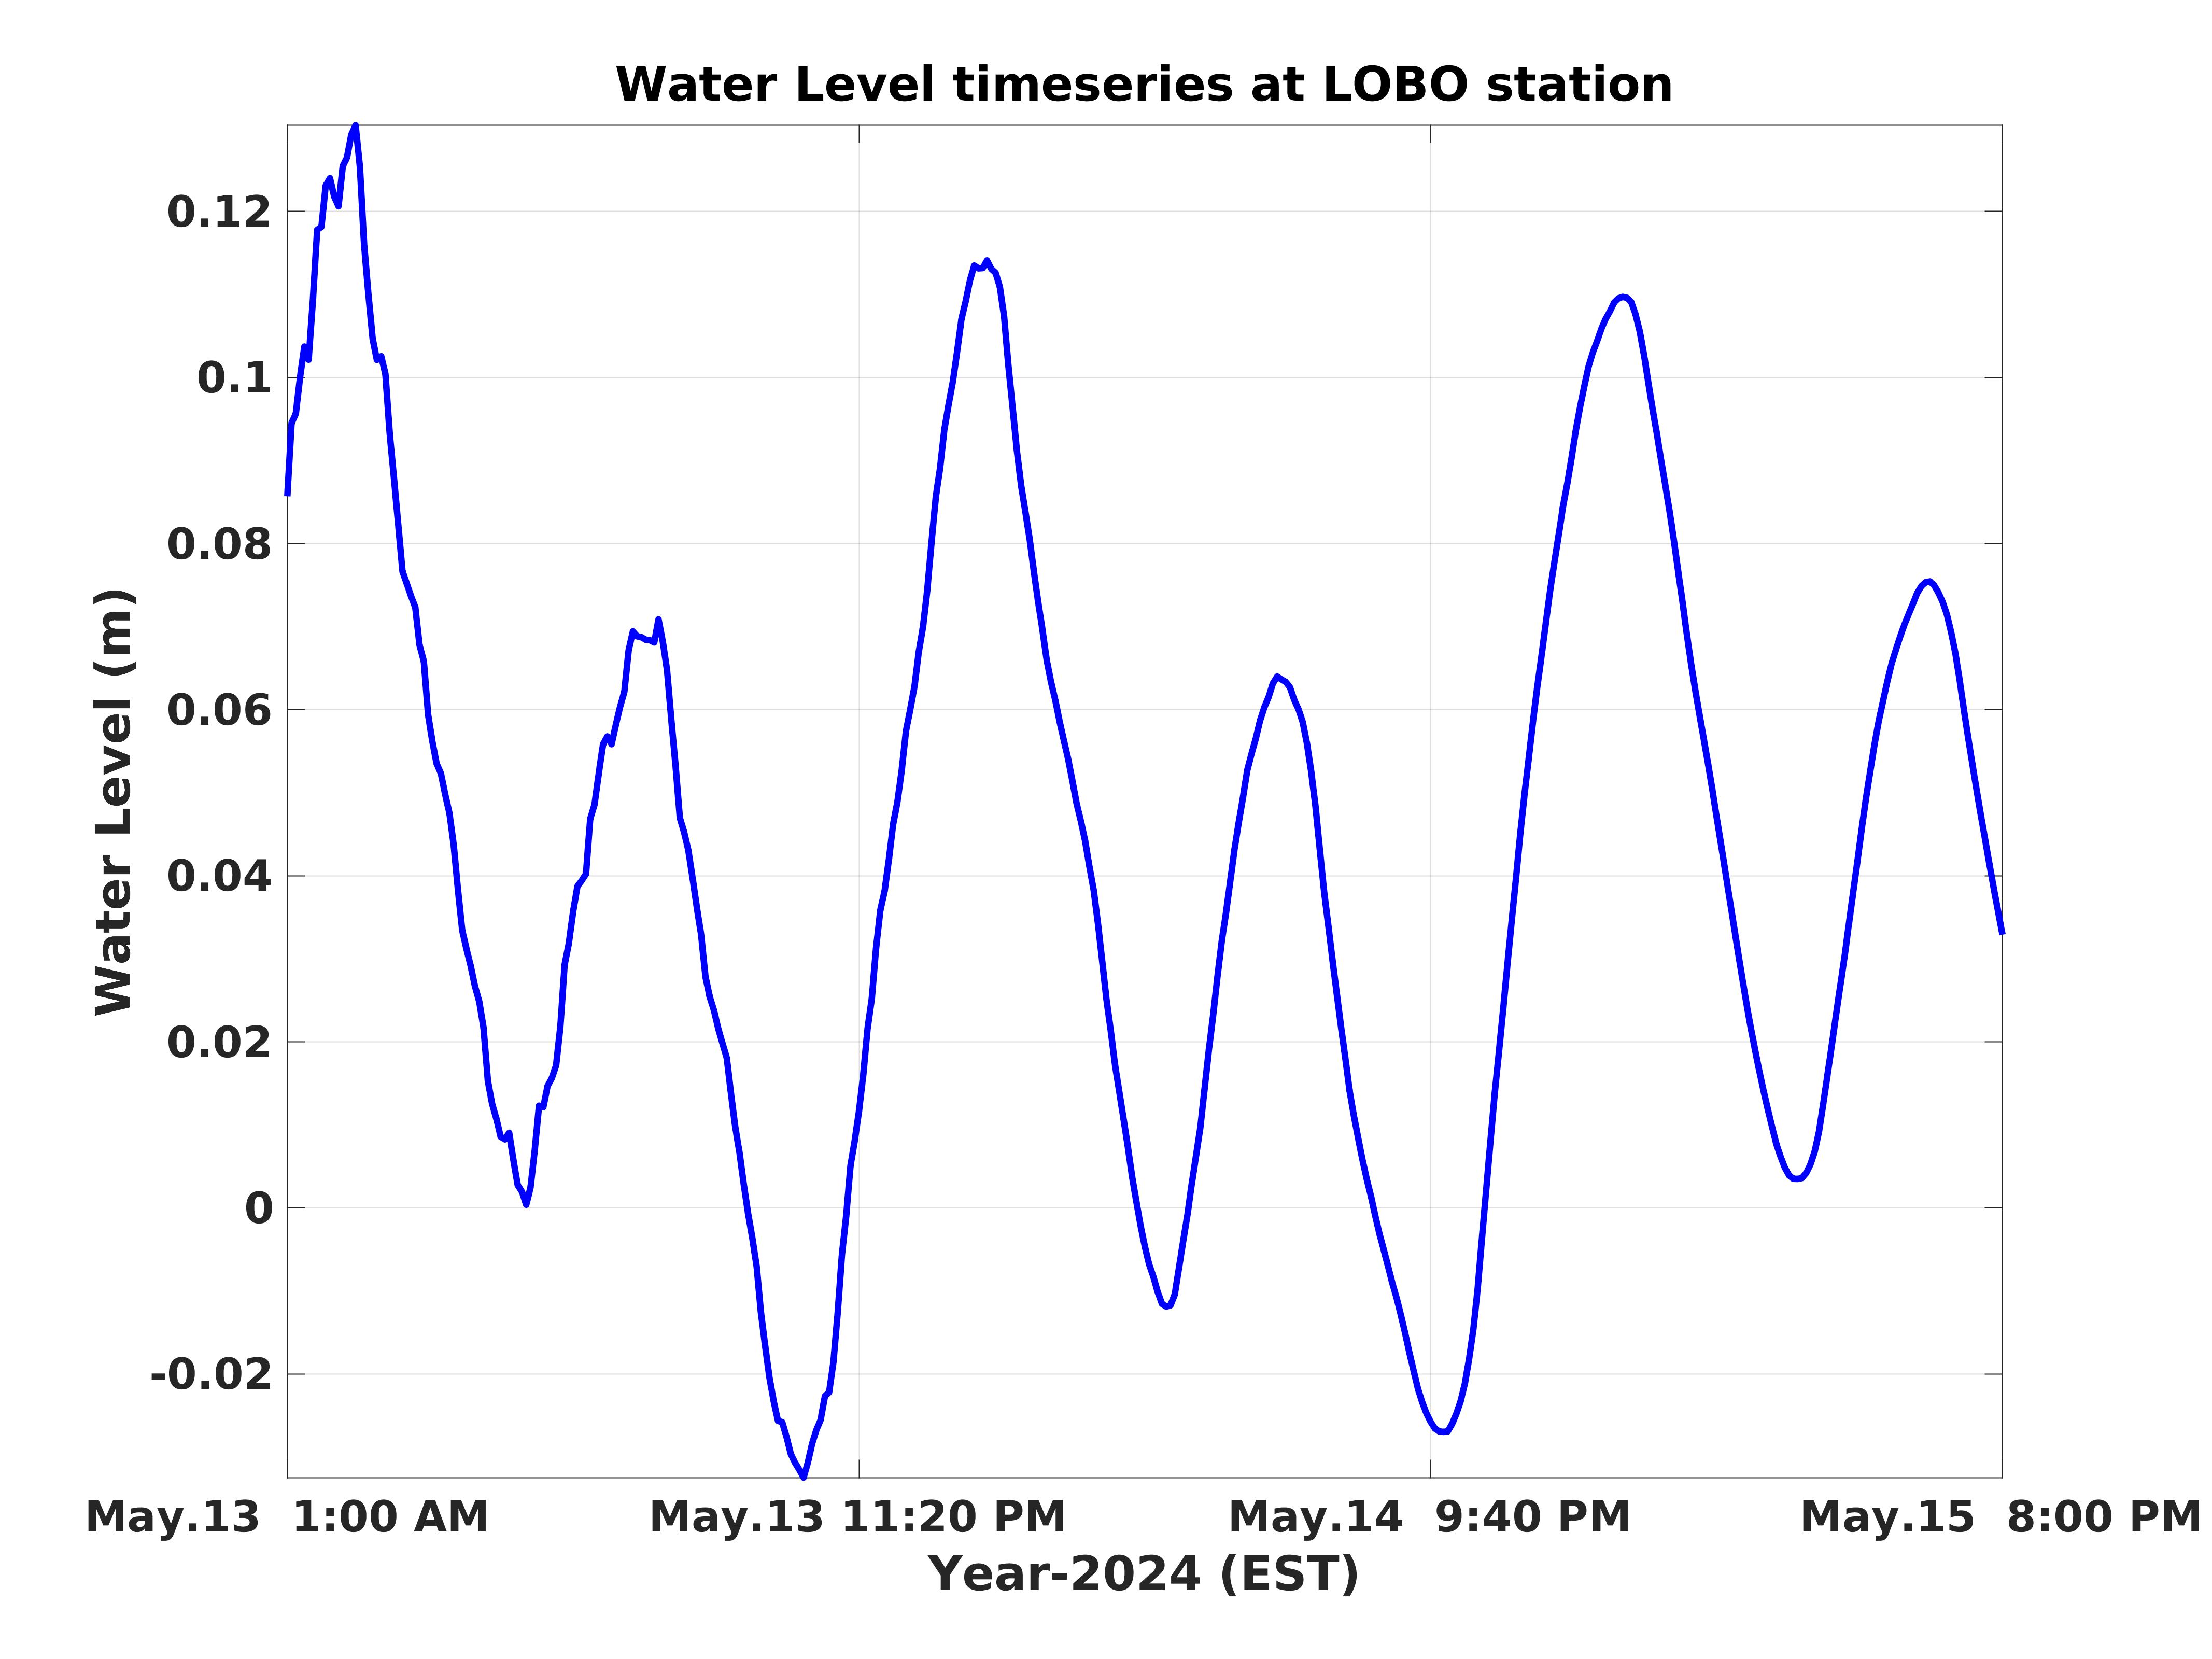 Water Level timeseries at LOBO station
0.12
0.1
0.08
0.06
0.04
0.02
0
-0.02
Water Level (m)
May.13  1:00 AM
May.13 11:20 PM
May.14  9:40 PM
May.15  8:00 PM
Year-2024 (EST)